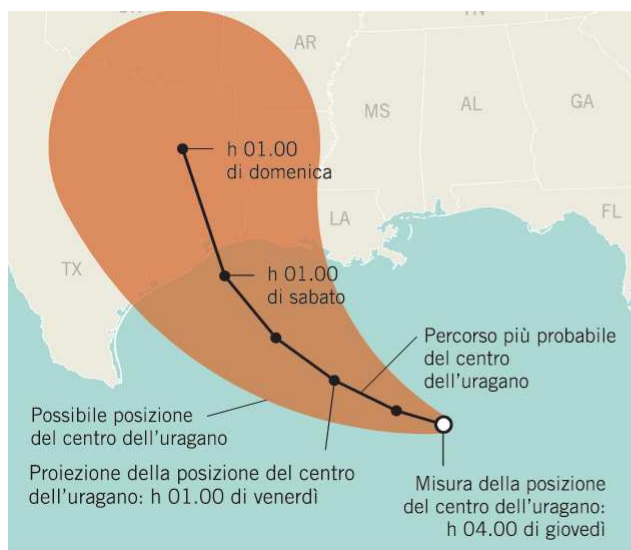 AR
MS
AL
GA
h 01.00
di domenica
LA
FL
TX
h 01.00
di sabato
Percorso più probabile
del centro
dell'uragano
Possibile posizione
del centro dell'uragano
Proiezione della posizione del centro
dell'uragano: h 01.00 di venerdì
Misura della posizione
del centro dell'uragano:
h 04.00 di giovedì